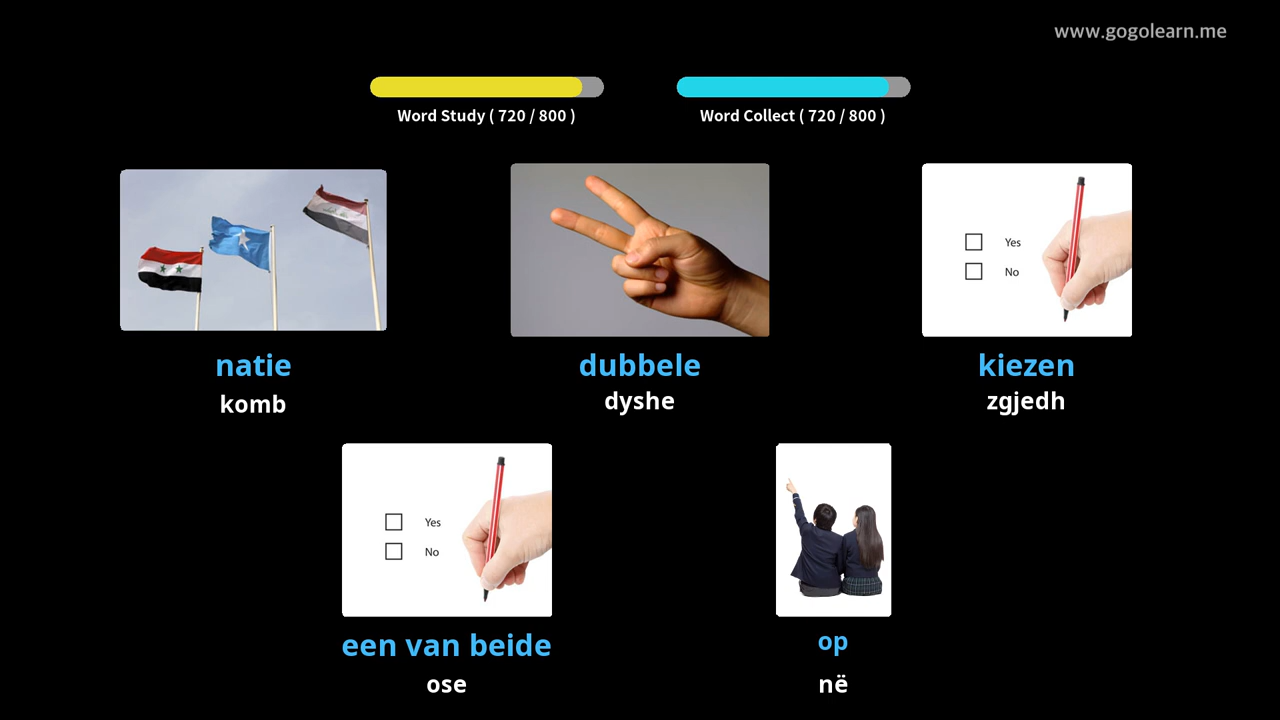 www.gogolearn.me
Word Study ( 720 / 800 )
Word Collect ( 720 / 800 )
Yes
No
natie
dubbele
kiezen
komb
dyshe
zgjedh
Yes
No
een van beide
op
ose
në